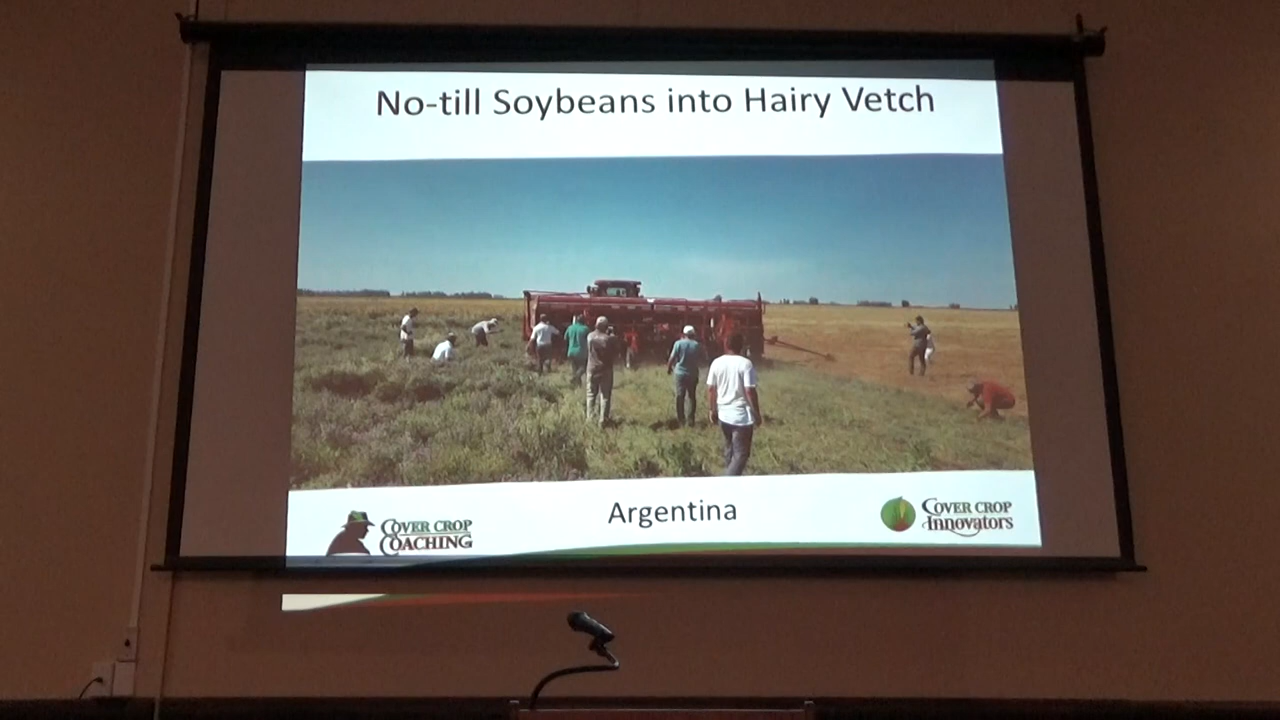 No-till Soybeans into Hairy Vetch
Argentina
COVER CROP
COACHING
COVER CROP
Innovators